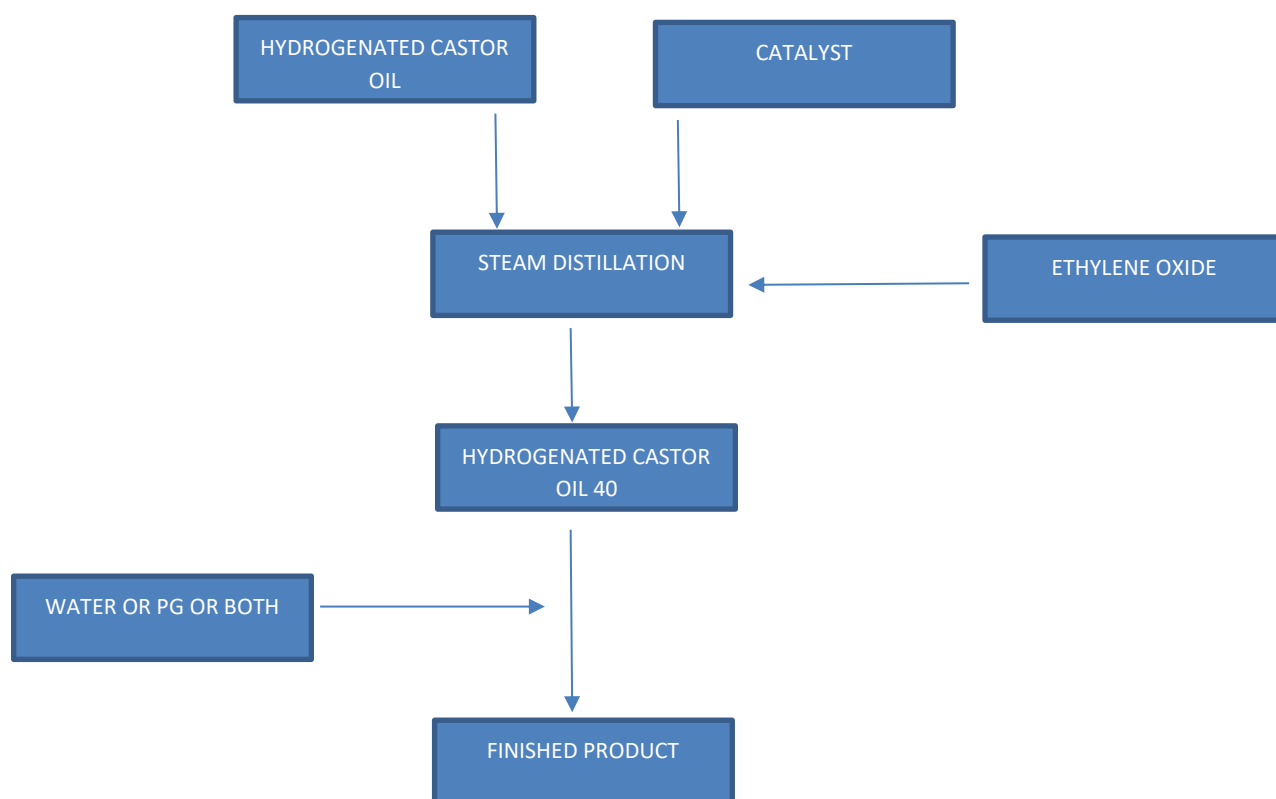 HYDROGENATED CASTOR
OIL
CATALYST
STEAM DISTILLATION
ETHYLENE OXIDE
HYDROGENATED CASTOR
OIL 40
WATER OR PG OR BOTH
FINISHED PRODUCT